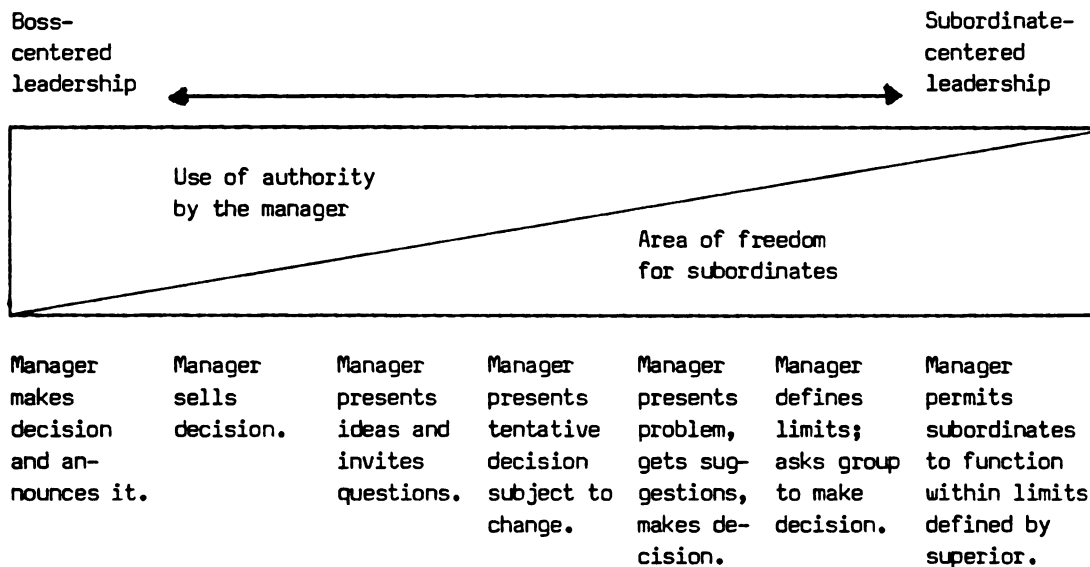 Boss-
centered
leadership
Subordinate-
centered
leadership
Use of authority
by the manager
Area of freedom
for subordinates
Manager
makes
decision
and an-
nounces it.
Manager
sells
decision.
Manager
presents
ideas and
invites
questions.
Manager
presents
tentative
decision
subject to
change.
Manager
presents
problem,
gets sug-
gestions,
makes de-
cision.
Manager
defines
limits;
asks group
to make
decision.
Manager
permits
subordinates
to function
within limits
defined by
superior.